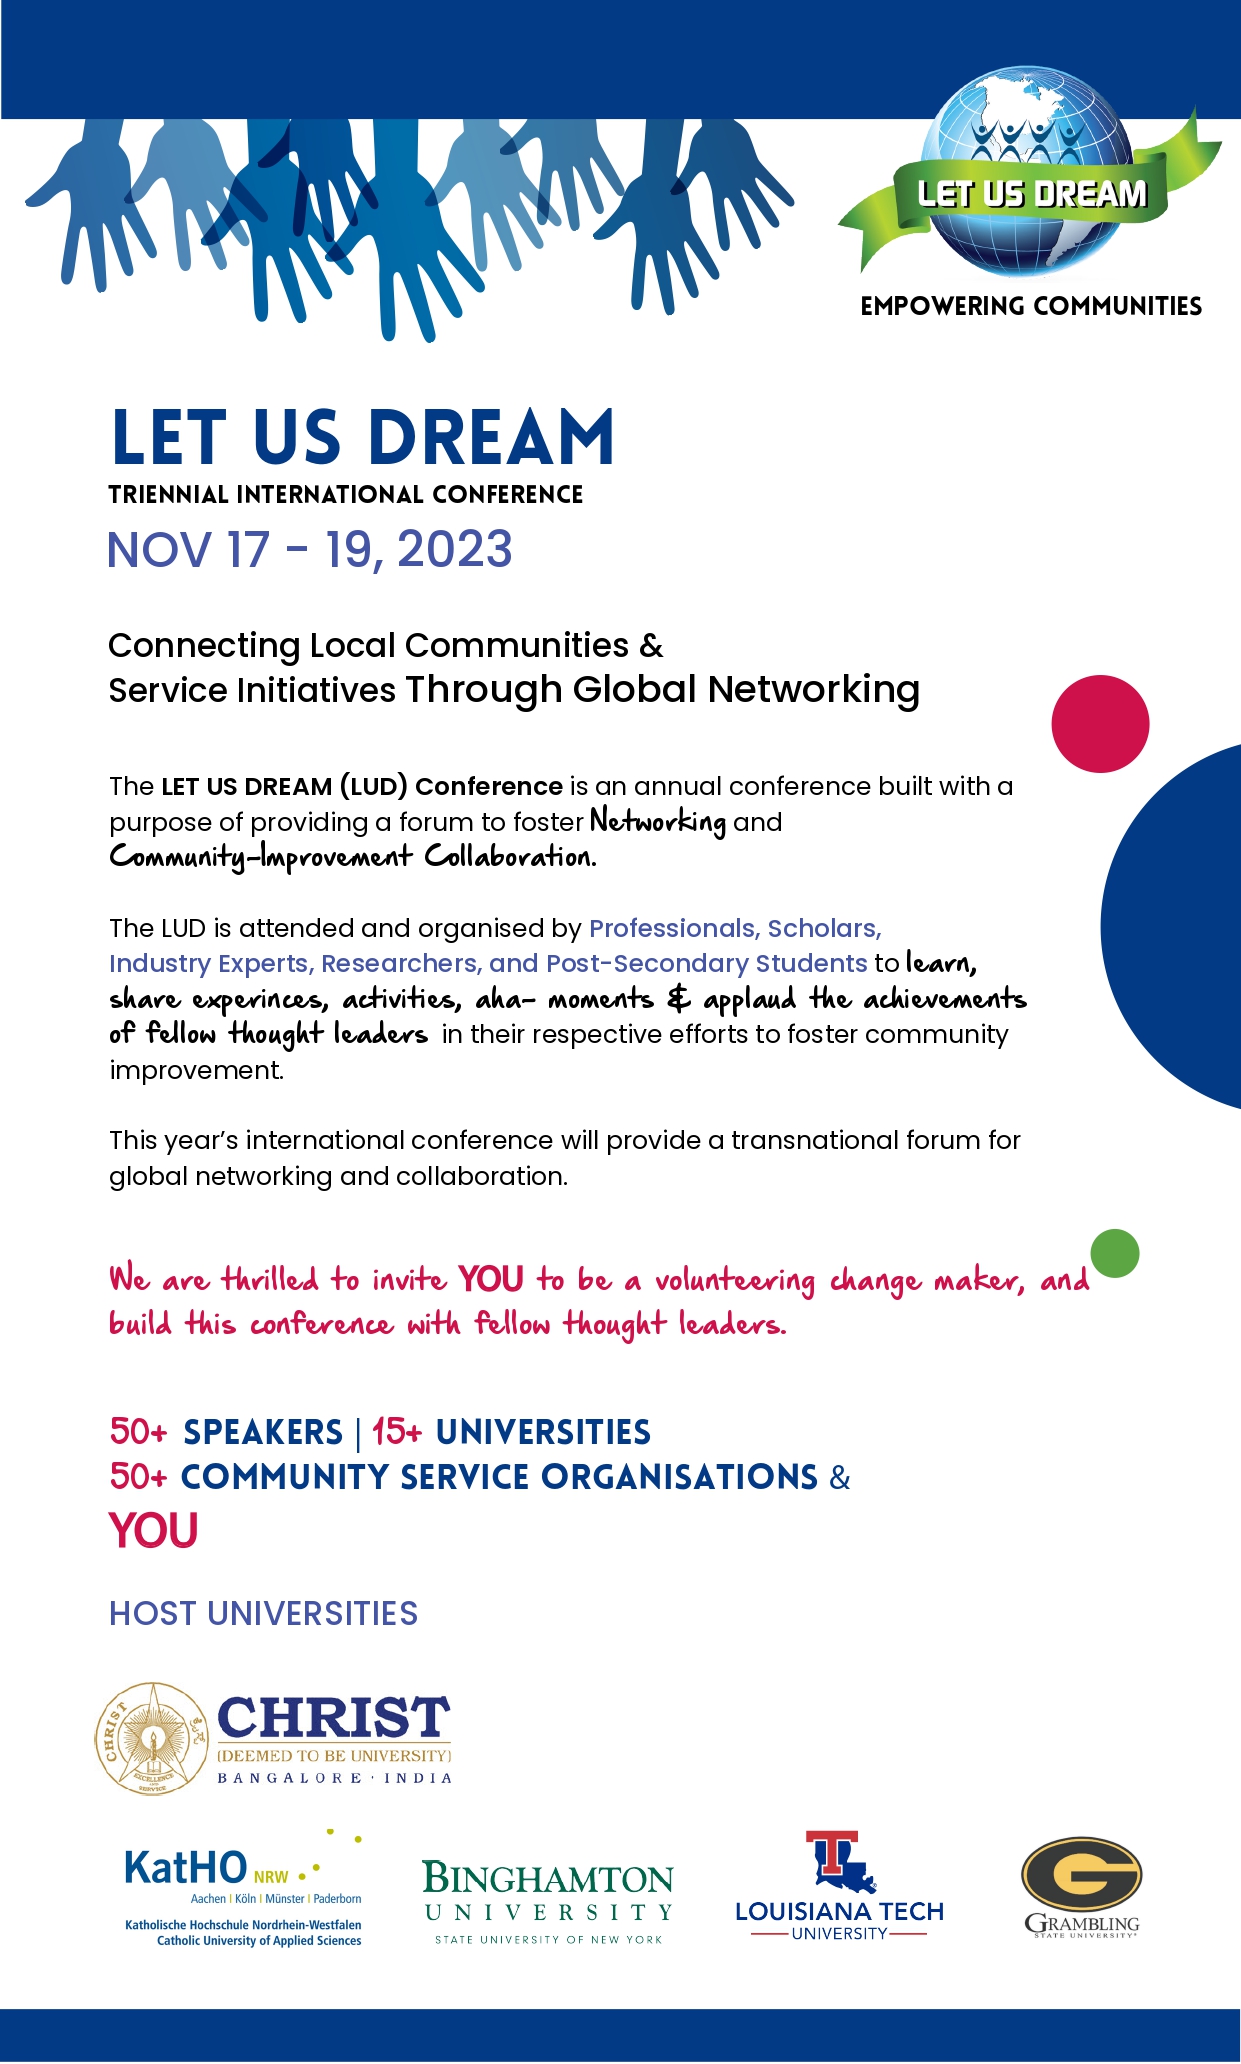 LET US DREAM
EMPOWERING COMMUNITIES
LET US DREAM
TRIENNIAL INTERNATIONAL CONFERENCE
NOV 17 - 19, 2023
Connecting Local Communities &
Service Initiatives Through Global Networking
The LET US DREAM (LUD) Conference is an annual conference built with a
purpose of providing a forum to foster Networking and
Community-Improvement Collaboration.
The LUD is attended and organised by Professionals, Scholars,
Industry Experts, Researchers, and Post-Secondary Students to learn,
share experinces, activities, aha- moments & applaud the achievements
of fellow thought leaders in their respective efforts to foster community
improvement.
This year's international conference will provide a transnational forum for
global networking and collaboration.
We are thrilled to invite YOU to be a volunteering change maker, and
build this conference with fellow thought leaders.
50+ SPEAKERS | 15+ UNIVERSITIES
50+ COMMUNITY SERVICE ORGANISATIONS &
YOU
HOST UNIVERSITIES
CHRIST
EXCELLENCE
AND
SERVICE
CHRIST
(DEEMED TO BE UNIVERSITY)
BANGALORE · INDIA
KatHO NRW
Aachen | Köln | Münster | Paderborn
Katholische Hochschule Nordrhein-Westfalen
Catholic University of Applied Sciences
BINGHAMTON
UNIVERSITY
STATE UNIVERSITY OF NEW YORK
T
LOUISIANA TECH
UNIVERSITY
G
GRAMBLING
STATE UNIVERSITY